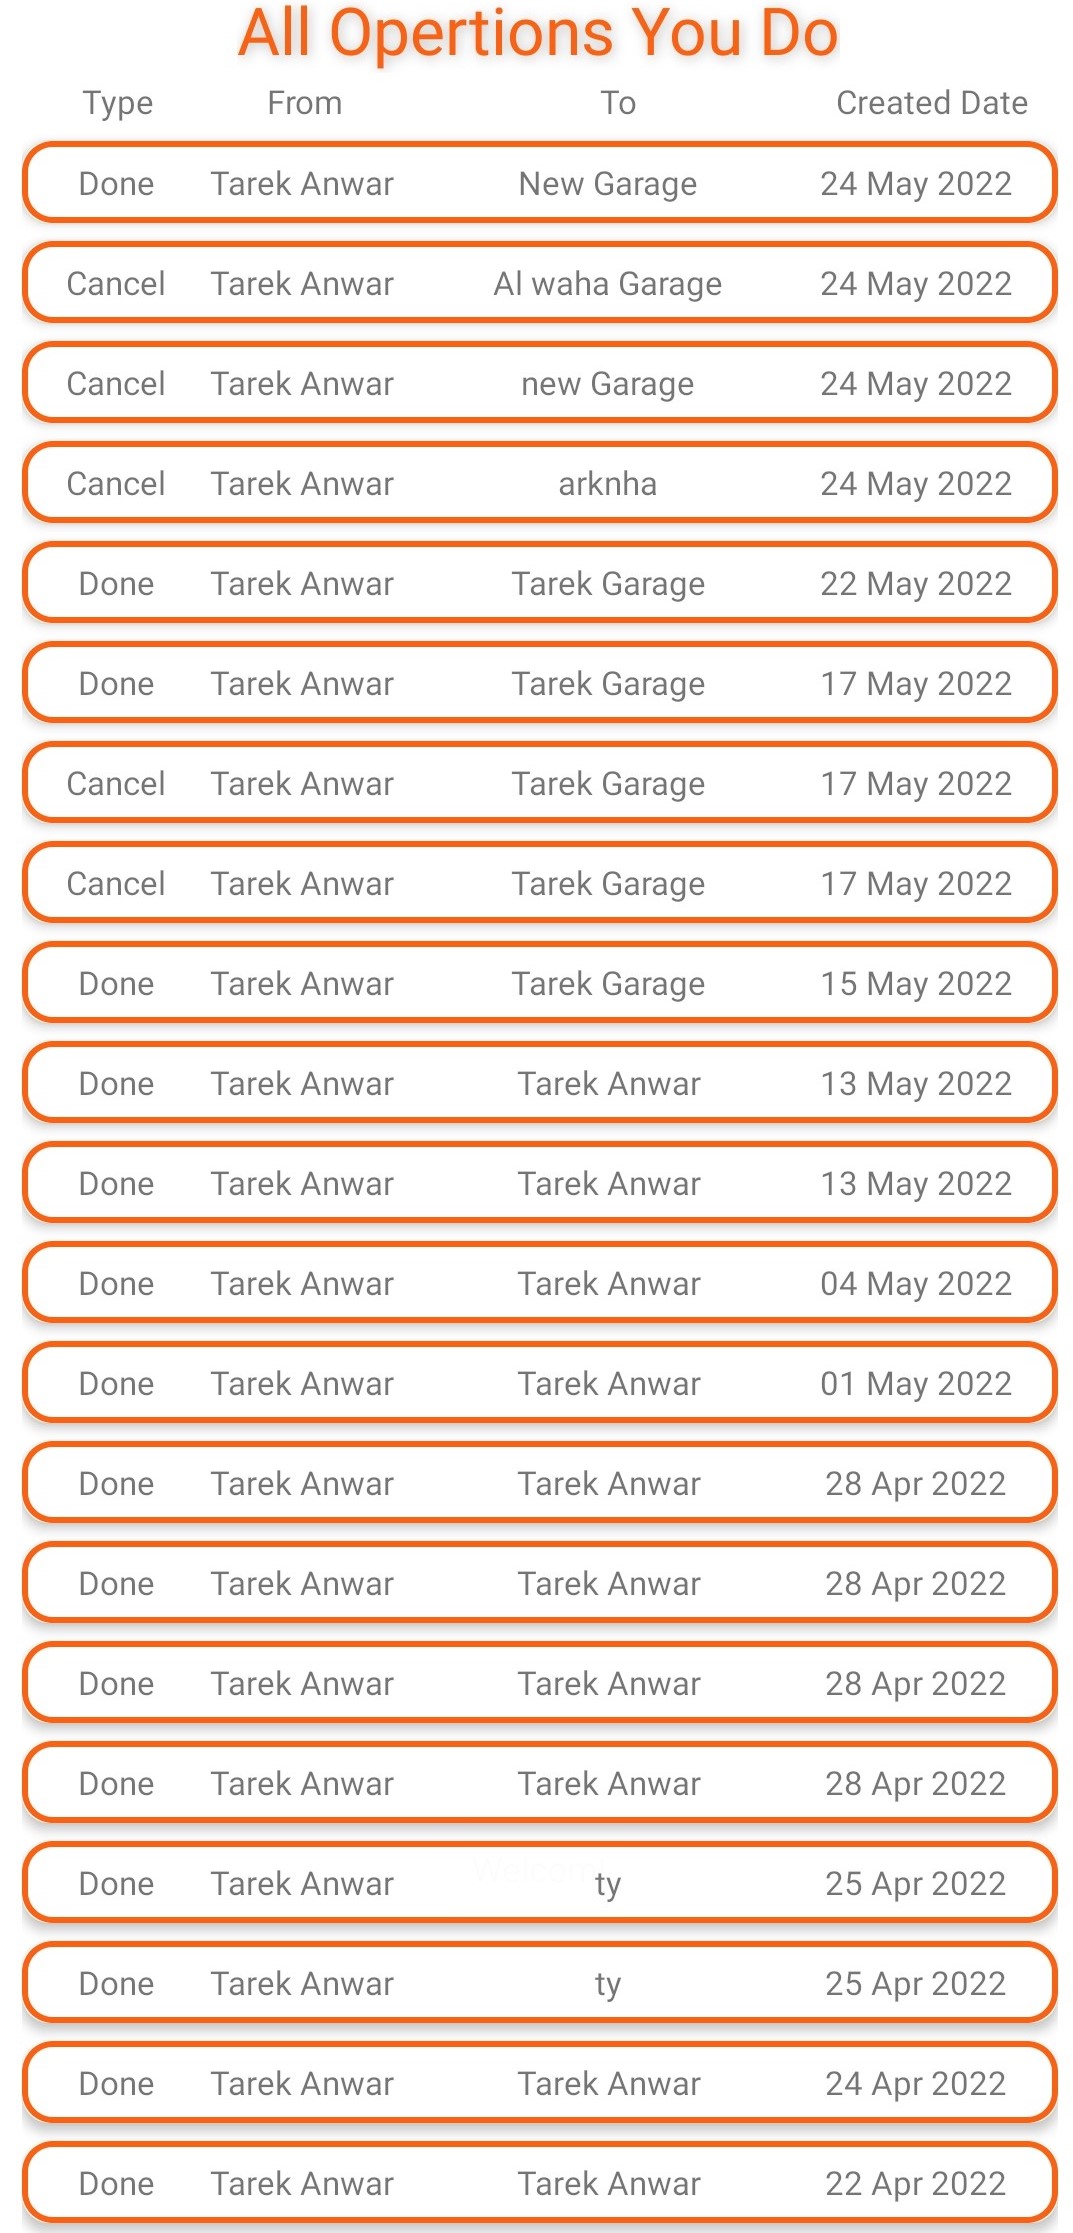 All Opertions You Do
Type From To Created Date
Done Tarek Anwar New Garage 24 May 2022
Cancel Tarek Anwar Al waha Garage 24 May 2022
Cancel Tarek Anwar new Garage 24 May 2022
Cancel Tarek Anwar arknha 24 May 2022
Done Tarek Anwar Tarek Garage 22 May 2022
Done Tarek Anwar Tarek Garage 17 May 2022
Cancel Tarek Anwar Tarek Garage 17 May 2022
Cancel Tarek Anwar Tarek Garage 17 May 2022
Done Tarek Anwar Tarek Garage 15 May 2022
Done Tarek Anwar Tarek Anwar 13 May 2022
Done Tarek Anwar Tarek Anwar 13 May 2022
Done Tarek Anwar Tarek Anwar 04 May 2022
Done Tarek Anwar Tarek Anwar 01 May 2022
Done Tarek Anwar Tarek Anwar 28 Apr 2022
Done Tarek Anwar Tarek Anwar 28 Apr 2022
Done Tarek Anwar Tarek Anwar 28 Apr 2022
Done Tarek Anwar Tarek Anwar 28 Apr 2022
Done Tarek Anwar ty 25 Apr 2022
Done Tarek Anwar ty 25 Apr 2022
Done Tarek Anwar Tarek Anwar 24 Apr 2022
Done Tarek Anwar Tarek Anwar 22 Apr 2022